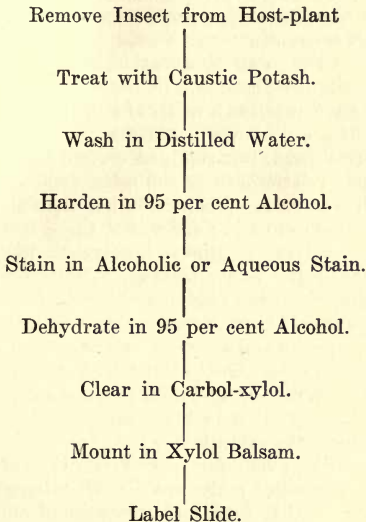 Remove Insect from Host-plant
Treat with Caustic Potash.
Wash in Distilled Water.
Harden in 95 per cent Alcohol.
Stain in Alcoholic or Aqueous Stain.
Dehydrate in 95 per cent Alcohol.
Clear in Carbol-xylol.
Mount in Xylol Balsam.
Label Slide.